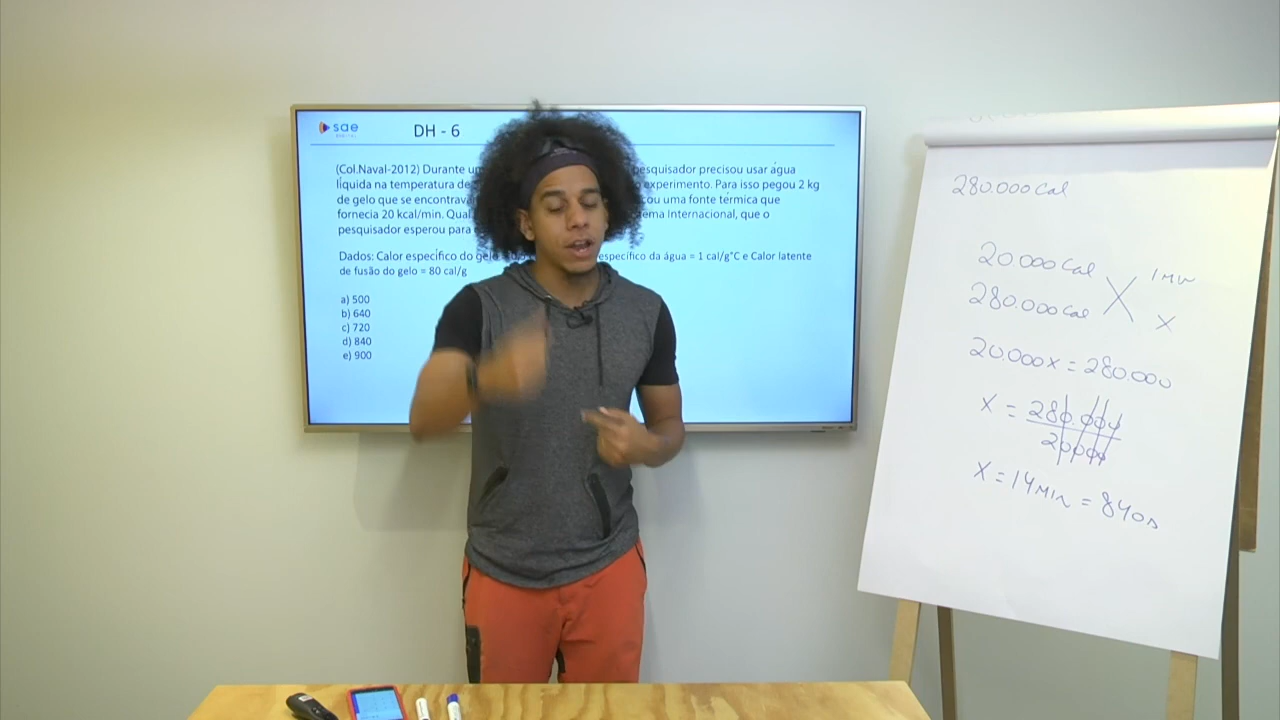 sae
DIGITAL
DH - 6
(Col.Naval-2012) Durante um pesquisador precisou usar água
líquida na temperatura de experimento. Para isso pegou 2 kg
de gelo que se encontrava uma fonte térmica que
fornecia 20 kcal/min. Qual Internacional, que o
pesquisador esperou para
Dados: Calor específico do gelo específico da água = 1 cal/g°C e Calor latente
de fusão do gelo = 80 cal/g
a) 500
b) 640
c) 720
d) 840
e) 900
280.000 cal
20 000 cal 1 min
280.000 cal x
20.000x = 280.000
x = 280.000
20000
x = 14 min = 840s